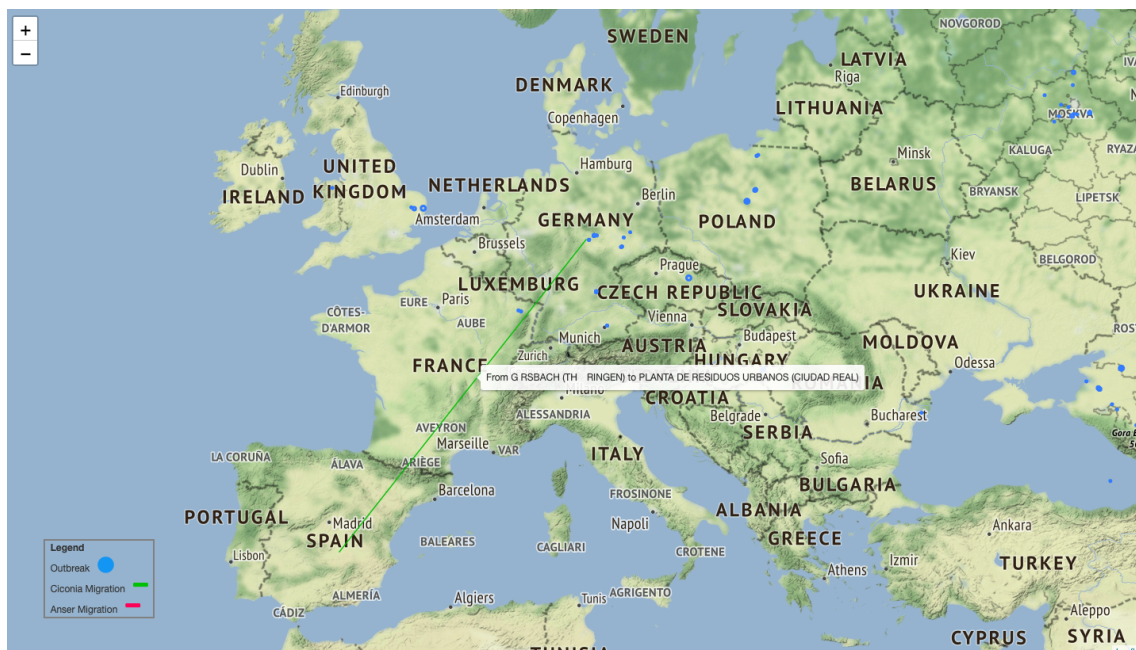 +
−
SWEDEN
NOVGOROD
LATVIA
Riga
DENMARK
Copenhagen
LITHUANIA
MOSKVA
Edinburgh
KALUGA
RYAZA
Minsk
Dublin
UNITED
KINGDOM
IRELAND
Hamburg
NETHERLANDS
Amsterdam
Berlin
BELARUS
BRYANSK
LIPETSK
GERMANY
POLAND
Brussels
Kiev
BELGOROD
Prague
LUXEMBURG
CZECH REPUBLIC
UKRAINE
SLOVAKIA
CÔTES-
D'ARMOR
EURE
Paris
AUBE
Vienna
Munich
Budapest
AUSTRIA
MOLDOVA
ROST
Zurich
HUNGARY
Odessa
FRANCE
From G RSBACH (TH RINGEN) to PLANTA DE RESIDUOS URBANOS (CIUDAD REAL)
Milano
CROATIA
ALESSANDRIA
Belgrade
Bucharest
AVEYRON
Marseille
VAR
SERBIA
Gora E
LA CORUÑA
ÁLAVA
ARIÈGE
ITALY
Sofia
BULGARIA
Barcelona
FROSINONE
PORTUGAL
Madrid
SPAIN
Napoli
ALBANIA
GREECE
Ankara
BALEARES
CAGLIARI
CROTENE
Izmir
TURKEY
Lisbon
Athens
Legend
Outbreak
Ciconia Migration
Anser Migration
ALMERÍA
CÁDIZ
Algiers
Tunis
AGRIGENTO
Aleppo
CYPRUS
SYRIA
TUNISIA